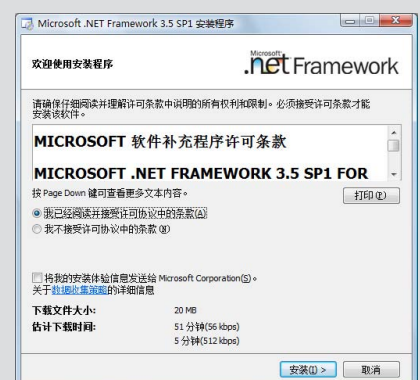 Microsoft .NET Framework 3.5 SP1 安装程序
欢迎使用安装程序
Microsoft
.net Framework
请确保仔细阅读并理解许可条款中说明的所有权利和限制。必须接受许可条款才能
安装该软件。
MICROSOFT 软件补充程序许可条款
MICROSOFT .NET FRAMEWORK 3.5 SP1 FOR
按 Page Down 键可查看更多文本内容。
打印(P)
我已经阅读并接受许可协议中的条款(A)
我不接受许可协议中的条款(N)
将我的安装体验信息发送给 Microsoft Corporation(S)。
关于数据收集策略的详细信息
下载文件大小: 20 MB
估计下载时间: 51 分钟(56 kbps)
5 分钟(512 kbps)
安装(I) >
取消